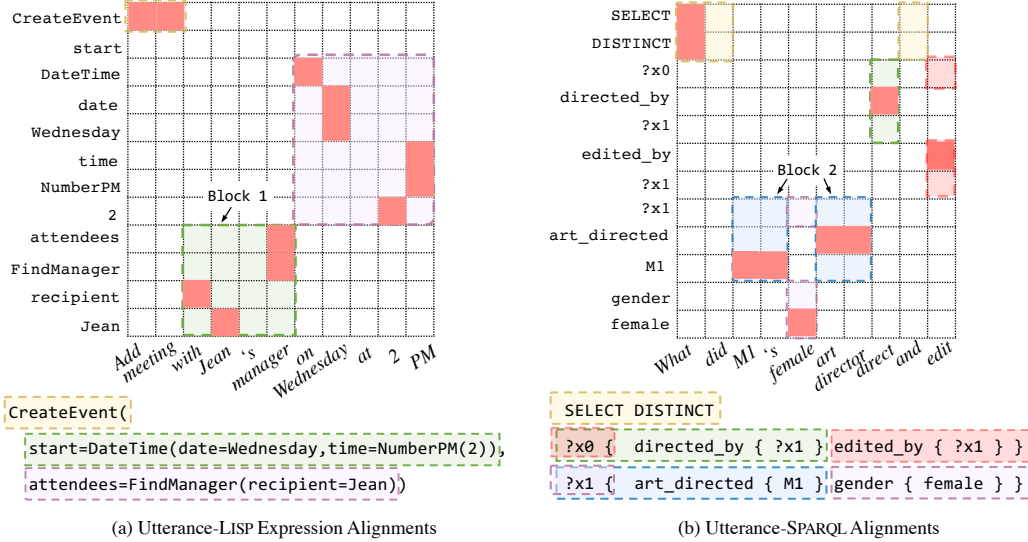 CreateEvent
start
DateTime
date
Wednesday
time
NumberPM
2
attendees
FindManager
recipient
Jean
Block 1
Add
meeting
with
Jean
‘s
manager
on
Wednesday
at
2
PM
CreateEvent(
start=DateTime(date=Wednesday,time=NumberPM(2)),
attendees=FindManager(recipient=Jean))
(a) Utterance-LISP Expression Alignments
SELECT
DISTINCT
?x0
directed_by
?x1
edited_by
?x1
?x1
art_directed
M1
gender
female
Block 2
What
did
M1
‘s
female
art
director
direct
and
edit
SELECT DISTINCT
?x0 { directed_by { ?x1 } edited_by { ?x1 } }
?x1 { art_directed { M1 } gender { female } }
(b) Utterance-SPARQL Alignments